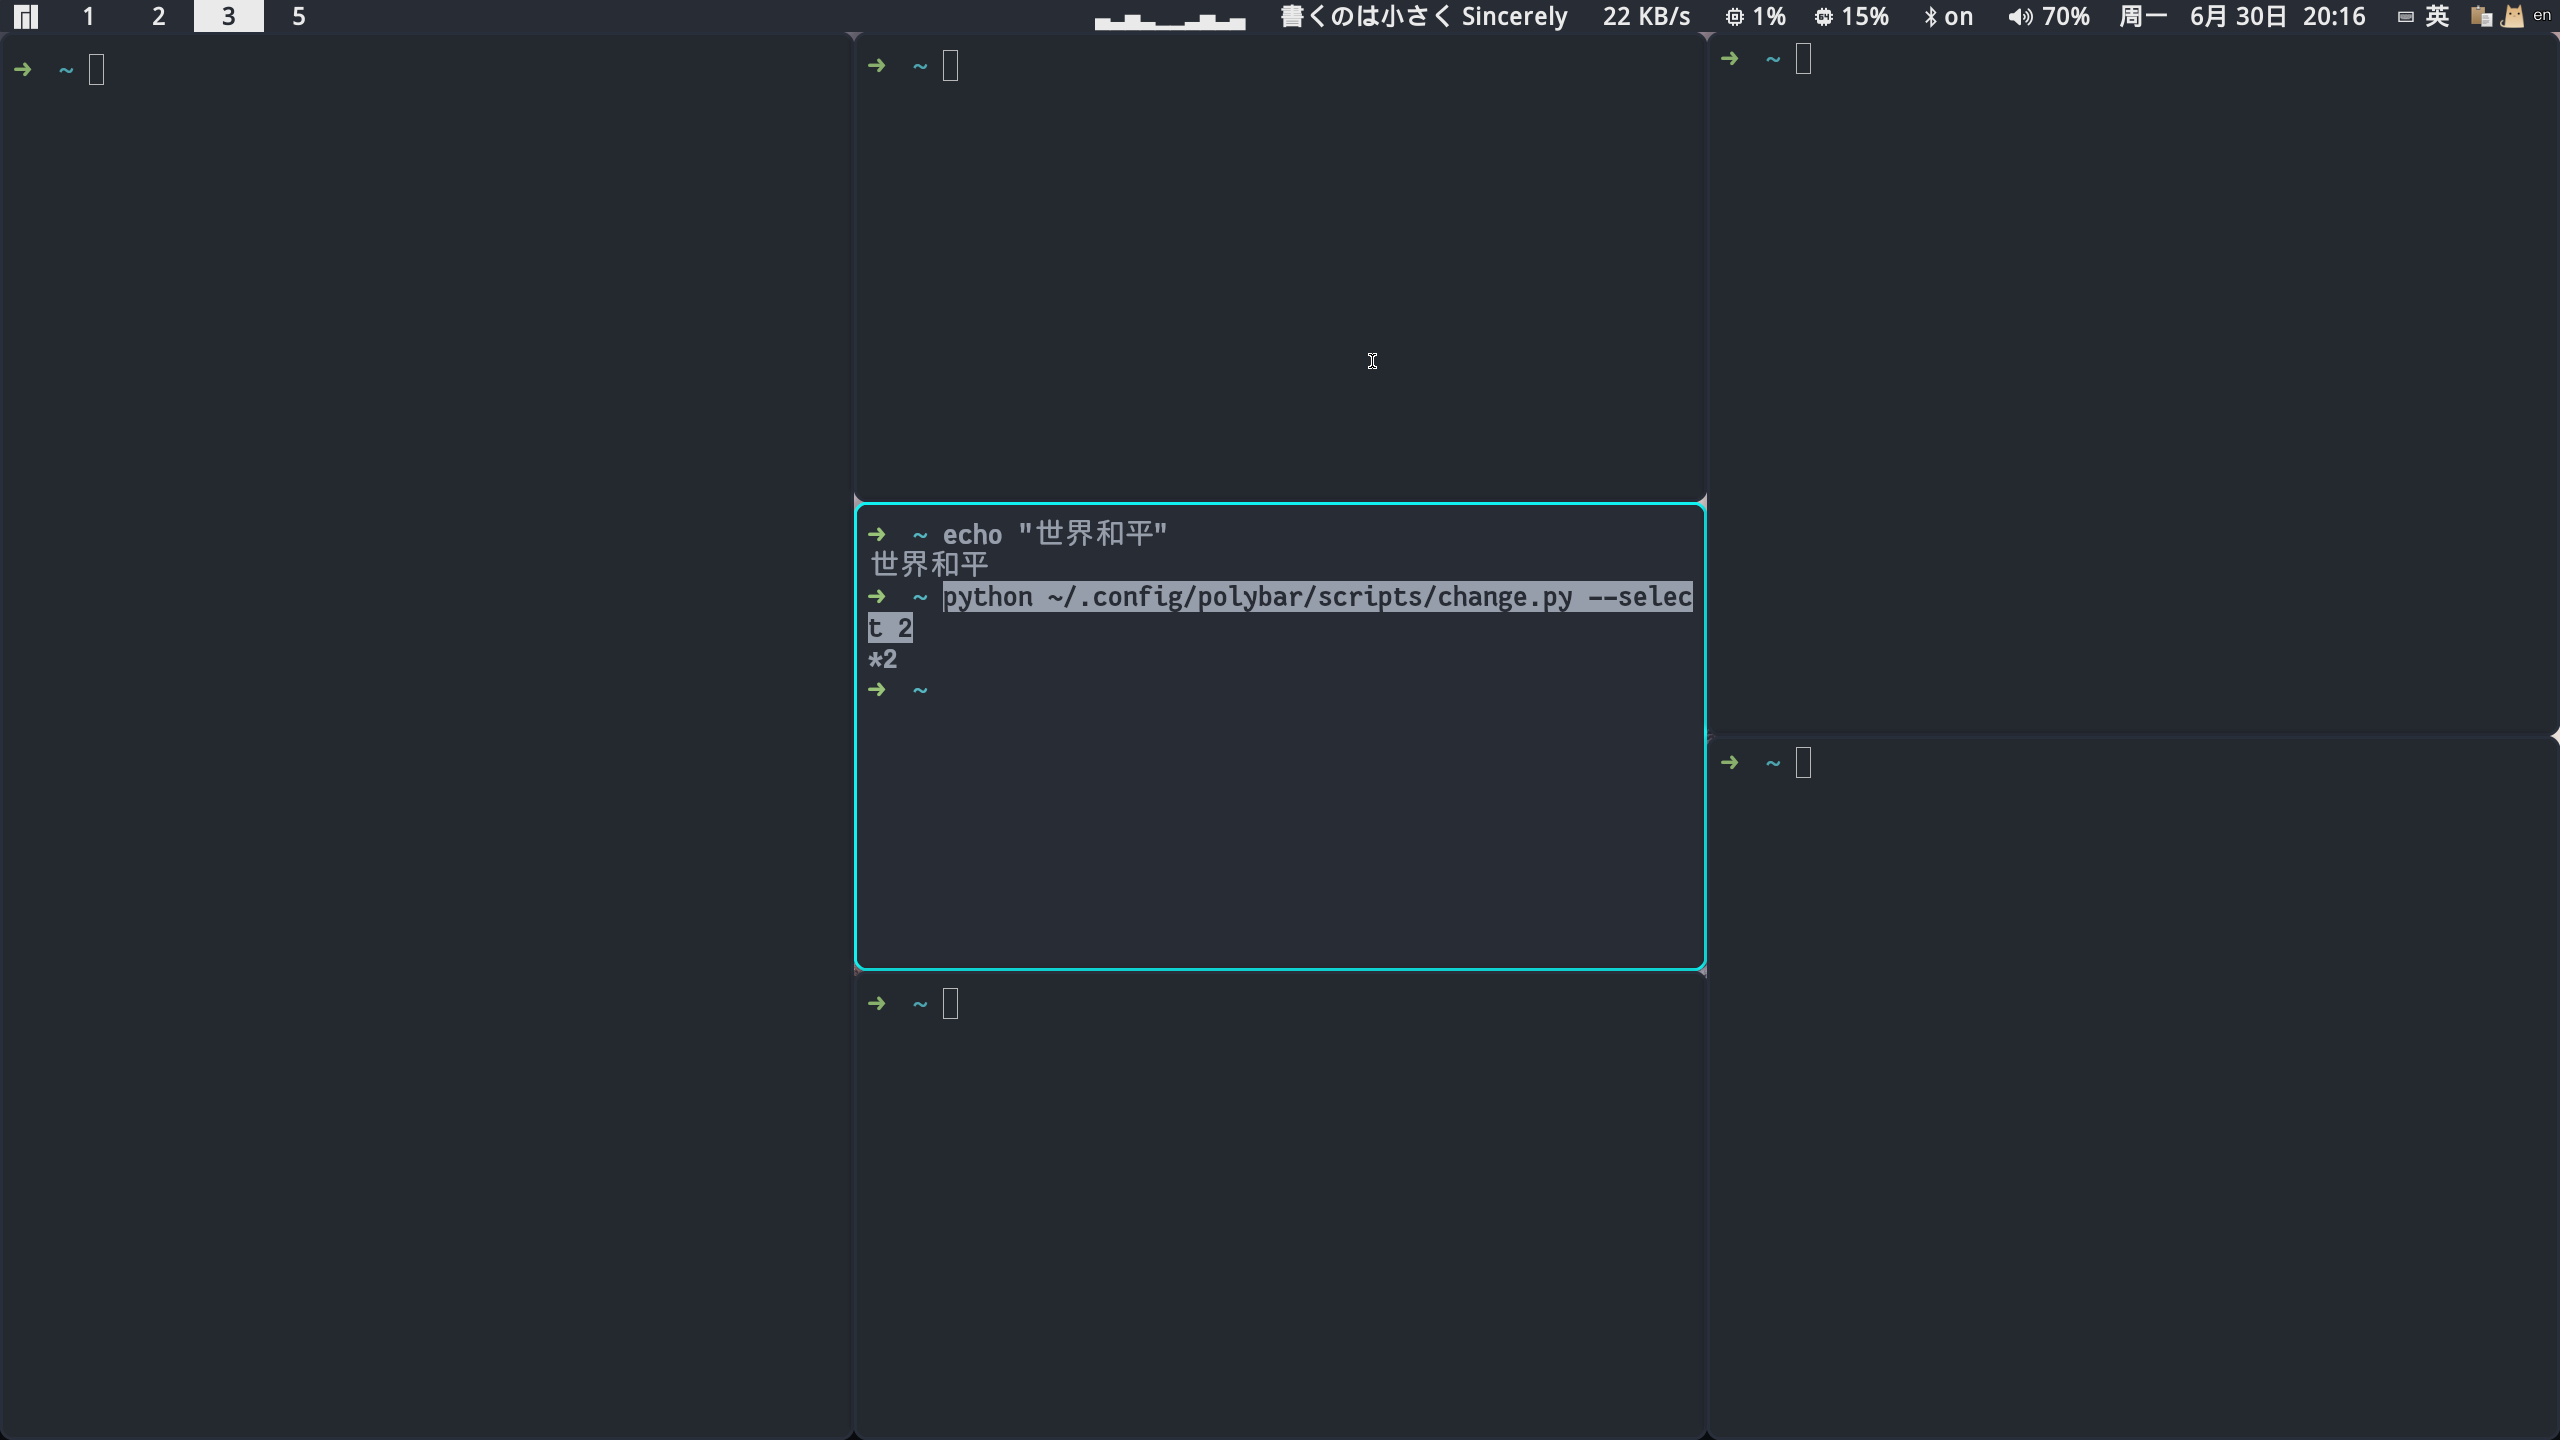 1 2 3 5 書くのは小さく Sincerely 22 KB/s 1% 15% on 70% 周一 6月 30日 20:16 英 en
➜ ~
➜ ~
➜ ~ echo "世界和平"
世界和平
➜ ~ python ~/.config/polybar/scripts/change.py --selec
t 2
*2
➜ ~
➜ ~
➜ ~
➜ ~